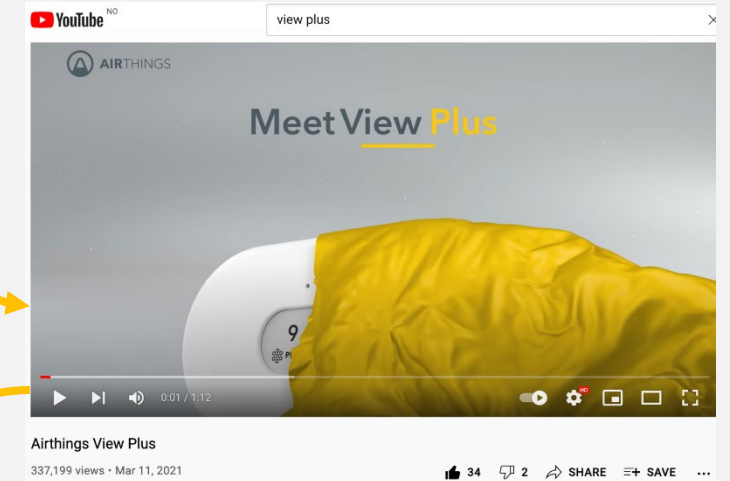 YouTube NO
view plus
AIRTHINGS
Meet View Plus
9
0:01 / 1:12
HD
Airthings View Plus
337,199 views • Mar 11, 2021
34 2 SHARE SAVE ...